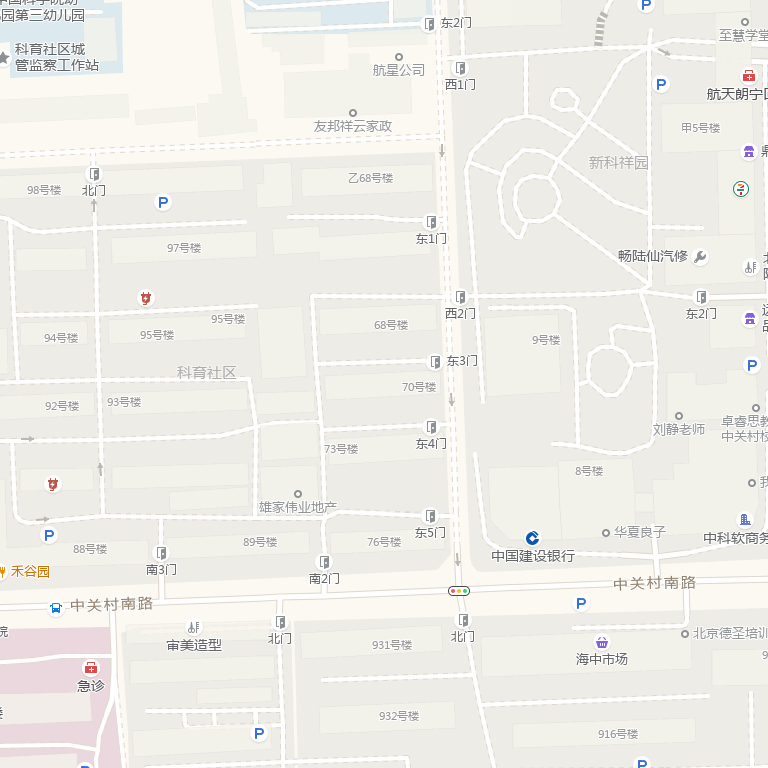 园第三幼儿园
科育社区城
管监察工作站
东2门
P
至慧学堂
航星公司
西1门
P
航天朗宁
友邦祥云家政
甲5号楼
新科祥园
98号楼
北门
乙68号楼
P
97号楼
东1门
畅陆仙汽修
95号楼
95号楼
94号楼
68号楼
西2门
东2门
9号楼
东3门
科育社区
70号楼
P
92号楼
93号楼
刘静老师
卓睿思教
中关村校
东4门
73号楼
8号楼
雄家伟业地产
华夏良子
中科软商务
中国建设银行
东5门
P
88号楼
89号楼
76号楼
禾谷园
南3门
南2门
中关村南路
中关村南路
P
院
审美造型
北门
931号楼
北门
海中市场
北京德圣培训
急诊
932号楼
916号楼
P
P
P